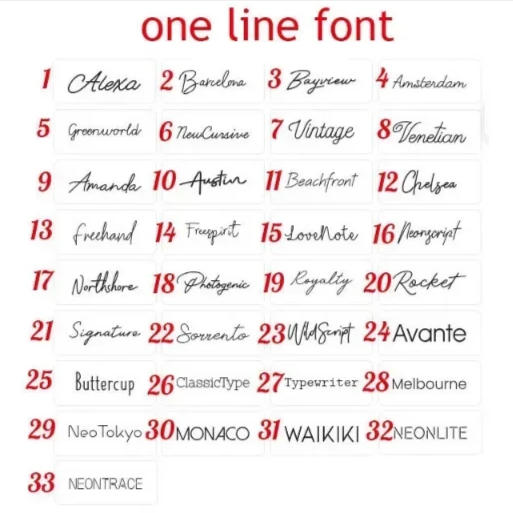 one line font
1 Alexa 2 Barcelona 3 Bayview 4 Amsterdam
5 Greenworld 6 NeuCursive 7 Vintage 8 Venetian
9 Amanda 10 Austin 11 Beachfront 12 Chelsea
13 freehand 14 Freespirit 15 LoveNote 16 Neonscript
17 Northshore 18 Photogenic 19 Royalty 20 Rocket
21 Signature 22 Sorrento 23 WildScript 24 Avante
25 Buttercup 26 ClassicType 27 Typewriter 28 Melbourne
29 NeoTokyo 30 MONACO 31 WAIKIKI 32 NEONLITE
33 NEONTRACE